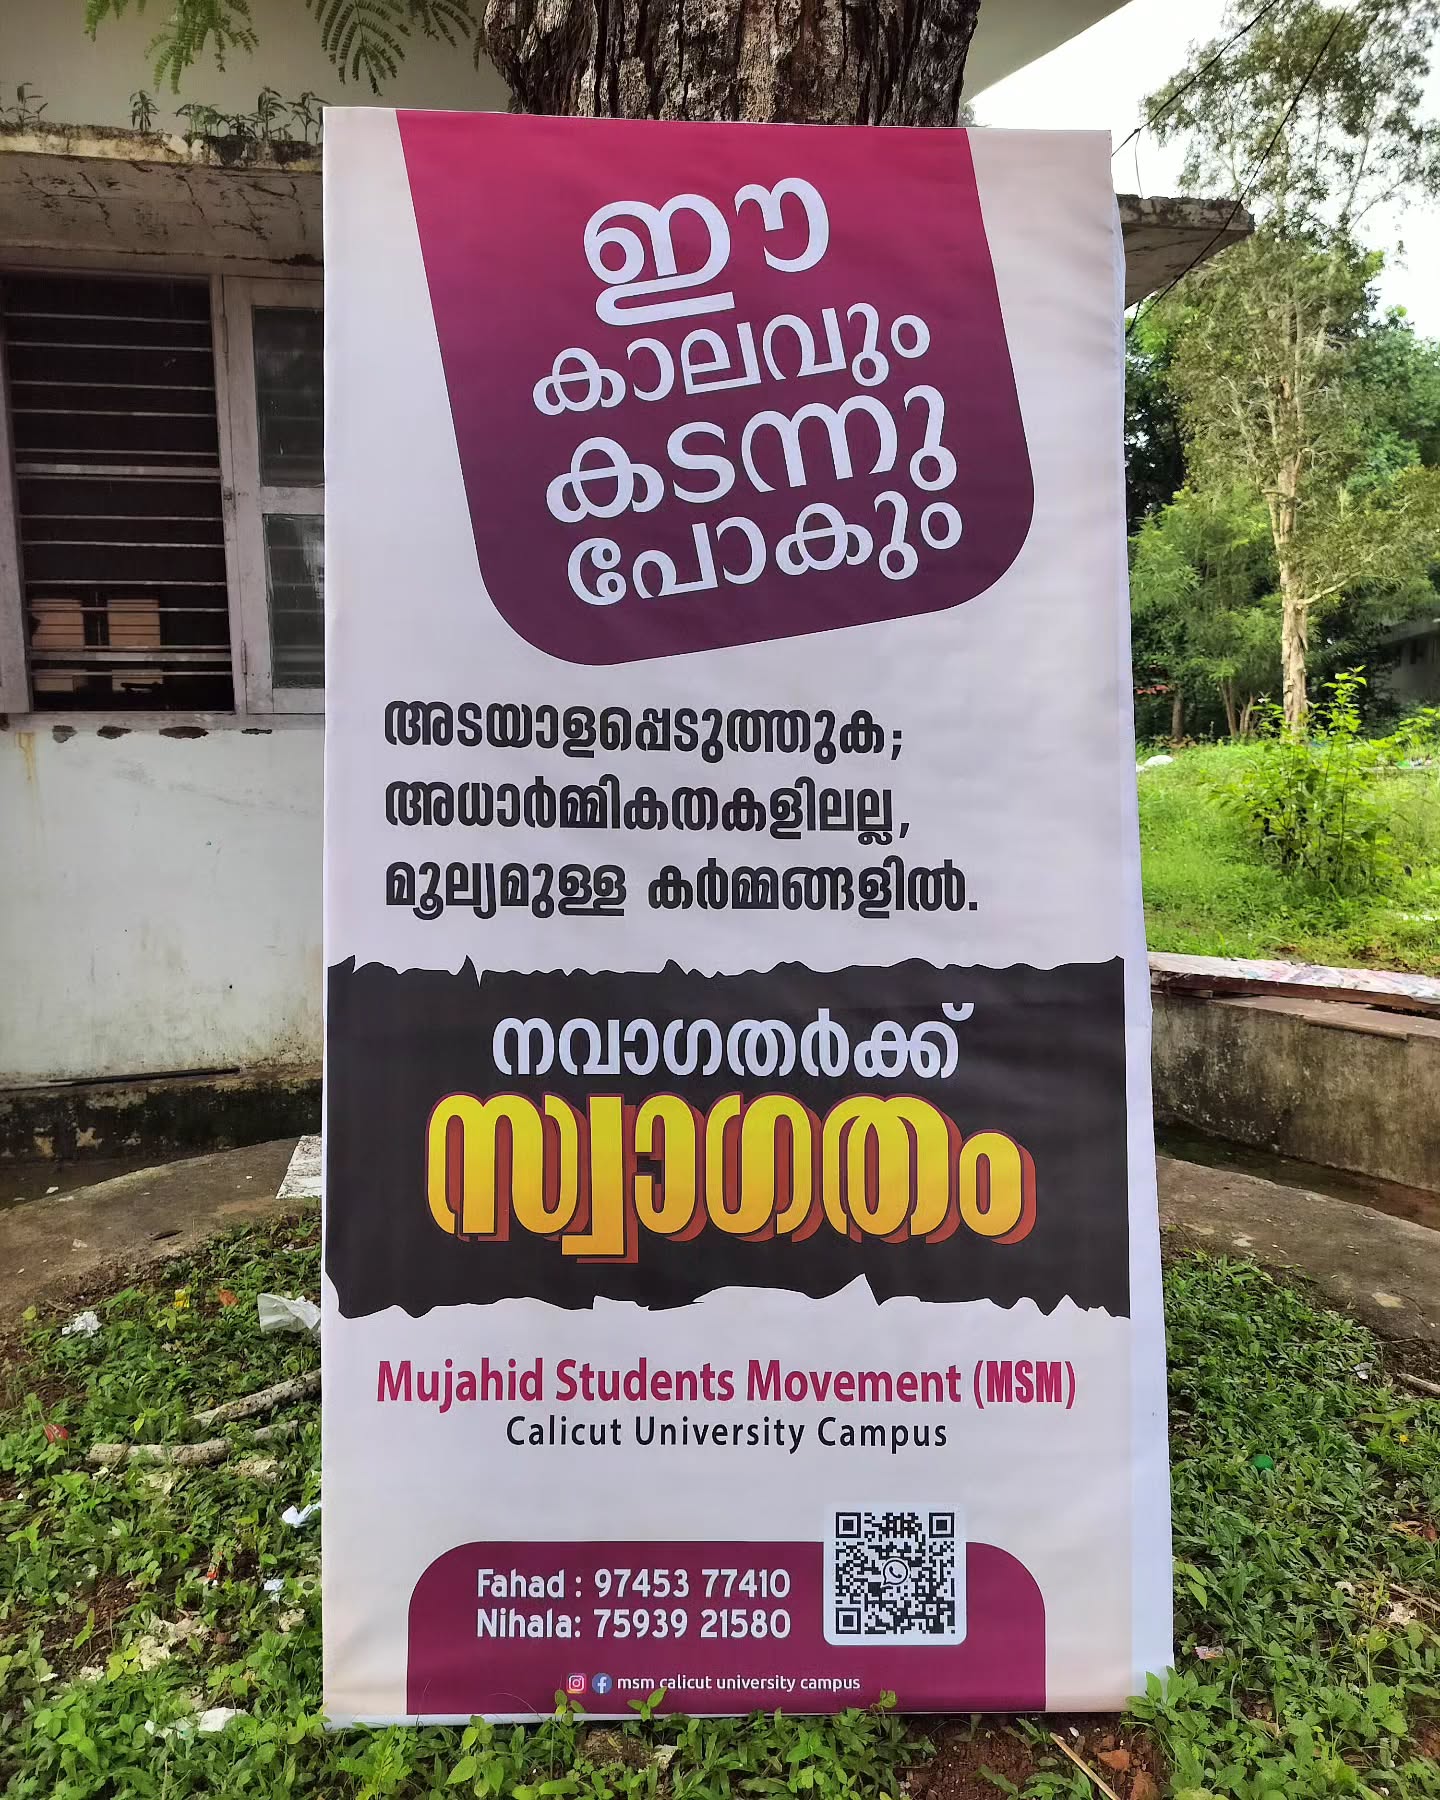 ഈ
കാലവും
കടന്നു
പോകും
അടയാളപ്പെടുത്തുക;
അധാർമ്മികതകളിലല്ല,
മൂല്യമുള്ള കർമ്മങ്ങളിൽ.
നവാഗതർക്ക്
സ്വാഗതം
Mujahid Students Movement (MSM)
Calicut University Campus
Fahad : 97453 77410
Nihala: 75939 21580
msm calicut university campus